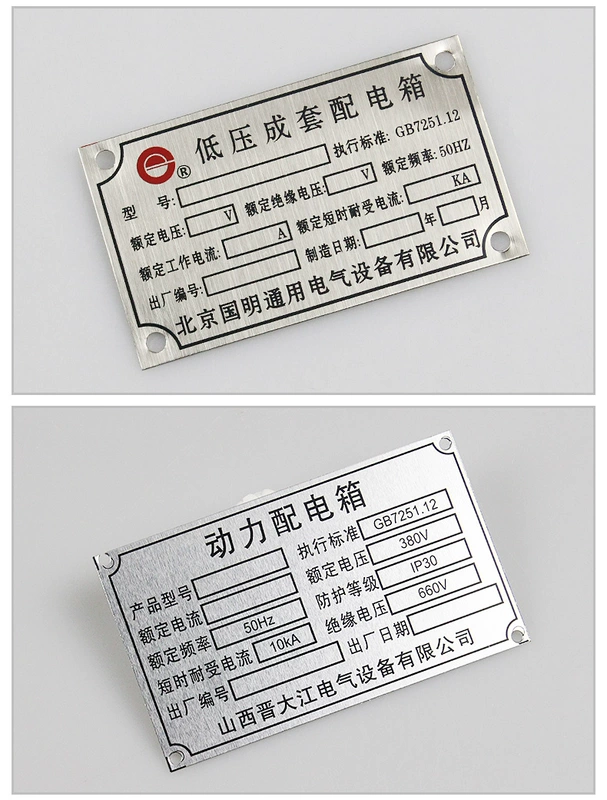 低压成套配电箱
®
型 号: 执行标准: GB7251.12
额定电压: V 额定绝缘电压: V 额定频率: 50HZ
额定工作电流: A 额定短时耐受电流: KA
出厂编号: 制造日期: 年 月
北京国明通用电气设备有限公司
动力配电箱
产品型号 执行标准 GB7251.12
额定电流 额定电压 380V
额定频率 50Hz 防护等级 IP30
短时耐受电流 10kA 绝缘电压 660V
出厂编号 出厂日期
山西晋大江电气设备有限公司